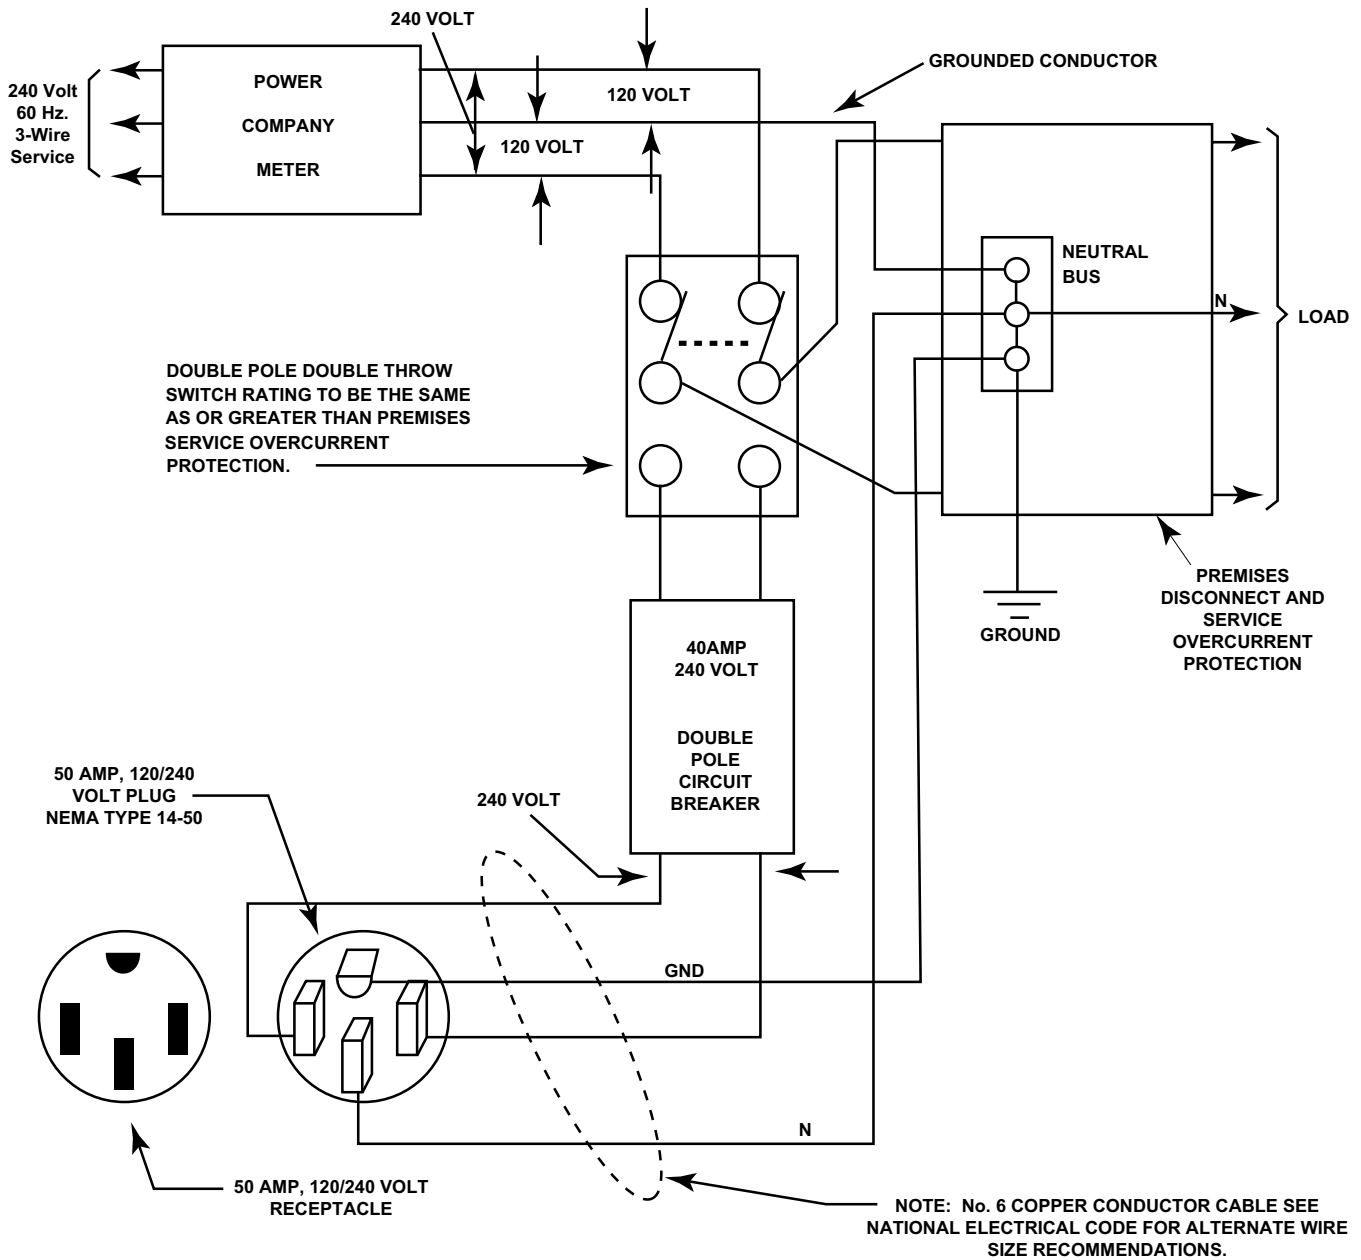 240 VOLT
GROUNDED CONDUCTOR
240 Volt
60 Hz.
3-Wire
Service
POWER
COMPANY
METER
120 VOLT
120 VOLT
NEUTRAL
BUS
N
LOAD
DOUBLE POLE DOUBLE THROW
SWITCH RATING TO BE THE SAME
AS OR GREATER THAN PREMISES
SERVICE OVERCURRENT
PROTECTION.
GROUND
PREMISES
DISCONNECT AND
SERVICE
OVERCURRENT
PROTECTION
40AMP
240 VOLT
DOUBLE
POLE
CIRCUIT
BREAKER
50 AMP, 120/240
VOLT PLUG
NEMA TYPE 14-50
240 VOLT
GND
N
50 AMP, 120/240 VOLT
RECEPTACLE
NOTE: No. 6 COPPER CONDUCTOR CABLE SEE
NATIONAL ELECTRICAL CODE FOR ALTERNATE WIRE
SIZE RECOMMENDATIONS.